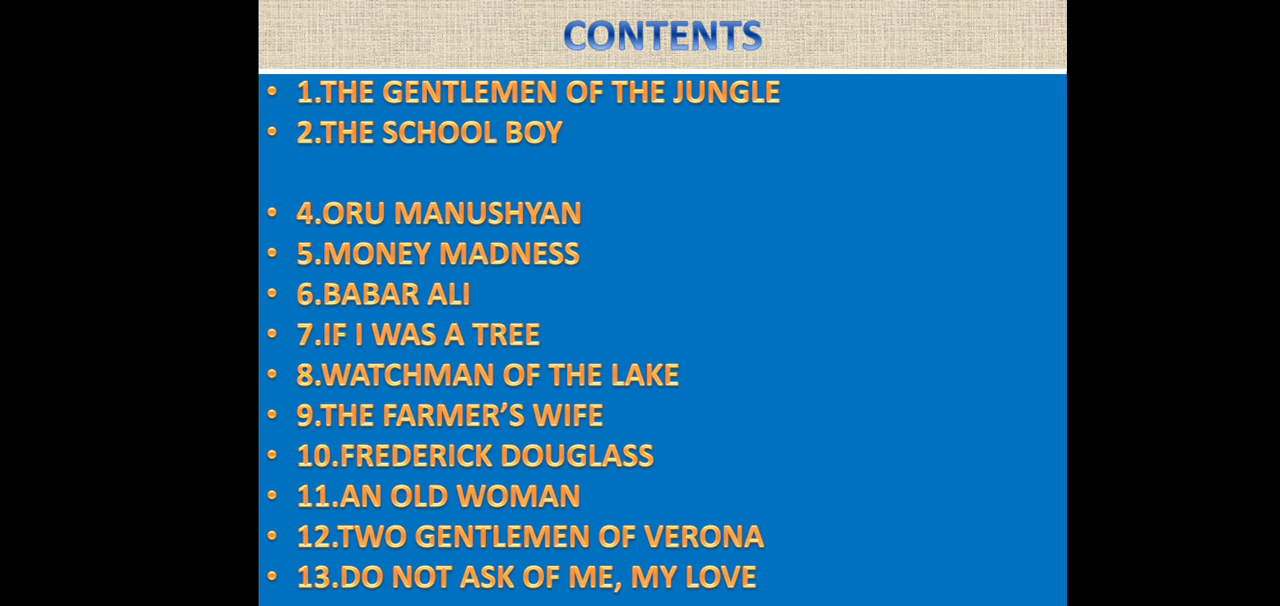 CONTENTS
• 1.THE GENTLEMEN OF THE JUNGLE
• 2.THE SCHOOL BOY
• 4.ORU MANUSHYAN
• 5.MONEY MADNESS
• 6.BABAR ALI
• 7.IF I WAS A TREE
• 8.WATCHMAN OF THE LAKE
• 9.THE FARMER’S WIFE
• 10.FREDERICK DOUGLASS
• 11.AN OLD WOMAN
• 12.TWO GENTLEMEN OF VERONA
• 13.DO NOT ASK OF ME, MY LOVE